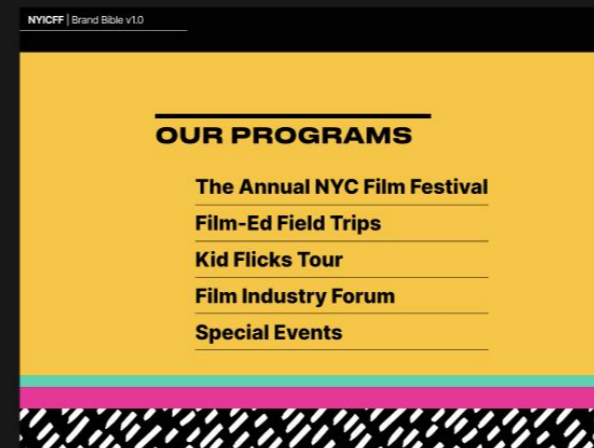 NYICFF | Brand Bible v1.0
OUR PROGRAMS
The Annual NYC Film Festival
Film-Ed Field Trips
Kid Flicks Tour
Film Industry Forum
Special Events